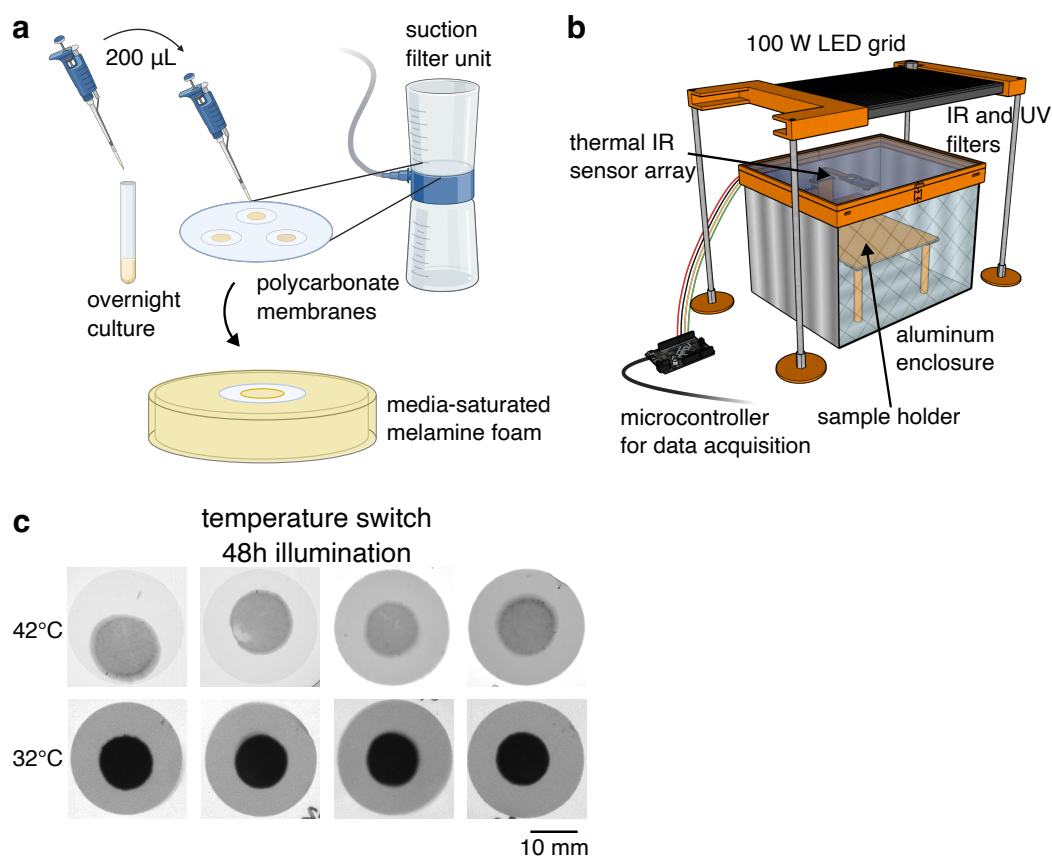 a
200 µL
suction
filter unit
overnight
culture
polycarbonate
membranes
media-saturated
melamine foam
b
100 W LED grid
IR and UV
filters
thermal IR
sensor array
aluminum
enclosure
sample holder
microcontroller
for data acquisition
c
temperature switch
48h illumination
42°C
32°C
10 mm